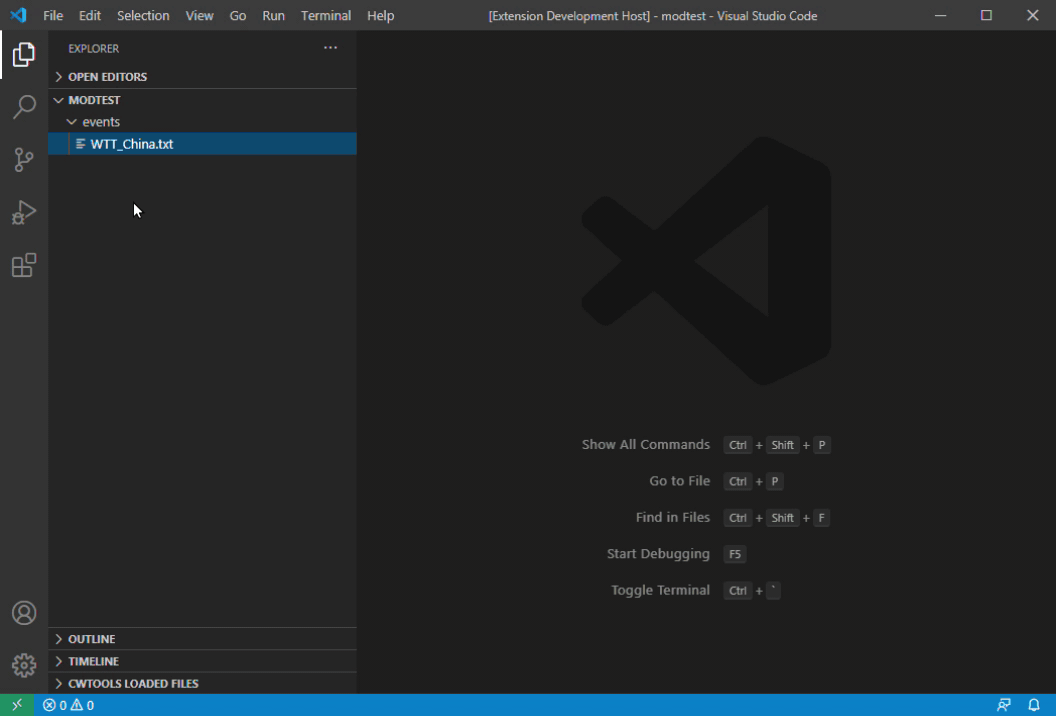 File Edit Selection View Go Run Terminal Help [Extension Development Host] - modtest - Visual Studio Code
EXPLORER
OPEN EDITORS
MODTEST
events
WTT_China.txt
Show All Commands Ctrl + Shift + P
Go to File Ctrl + P
Find in Files Ctrl + Shift + F
Start Debugging F5
Toggle Terminal Ctrl + `
OUTLINE
TIMELINE
CWTOOLS LOADED FILES
0 0